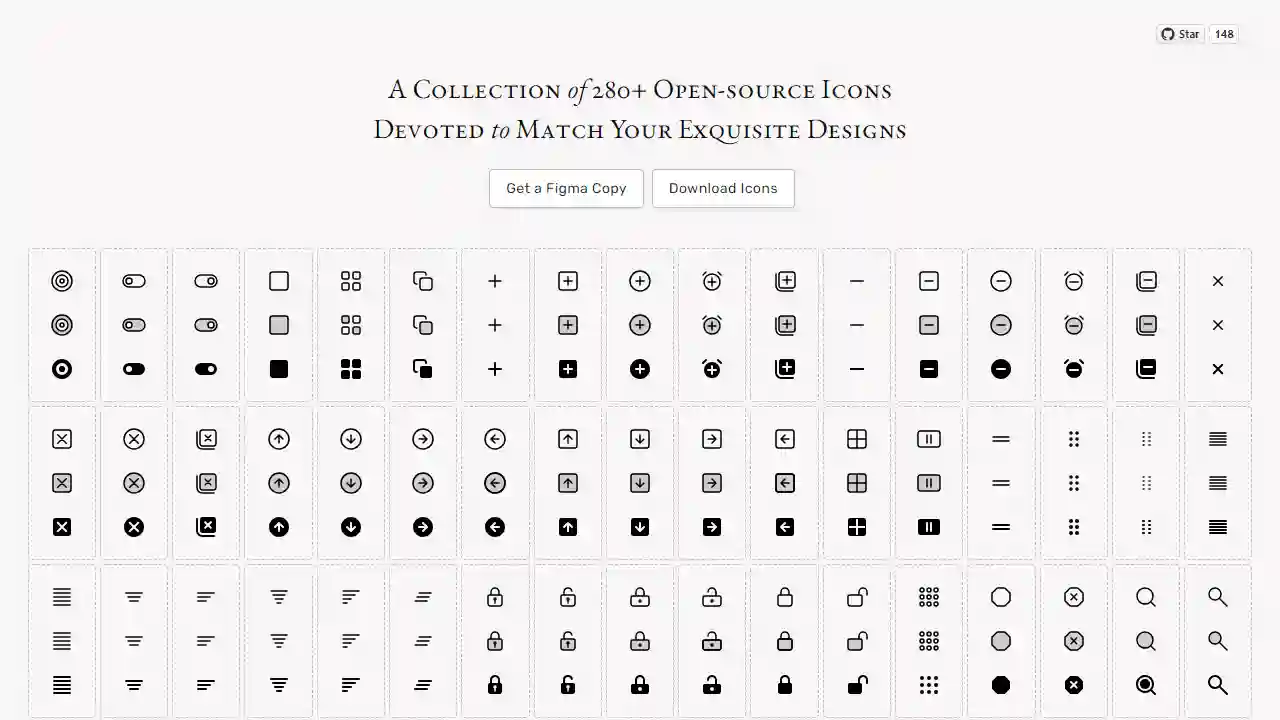 Star 148
A Collection of 280+ Open-source Icons
Devoted to Match Your Exquisite Designs
Get a Figma Copy Download Icons